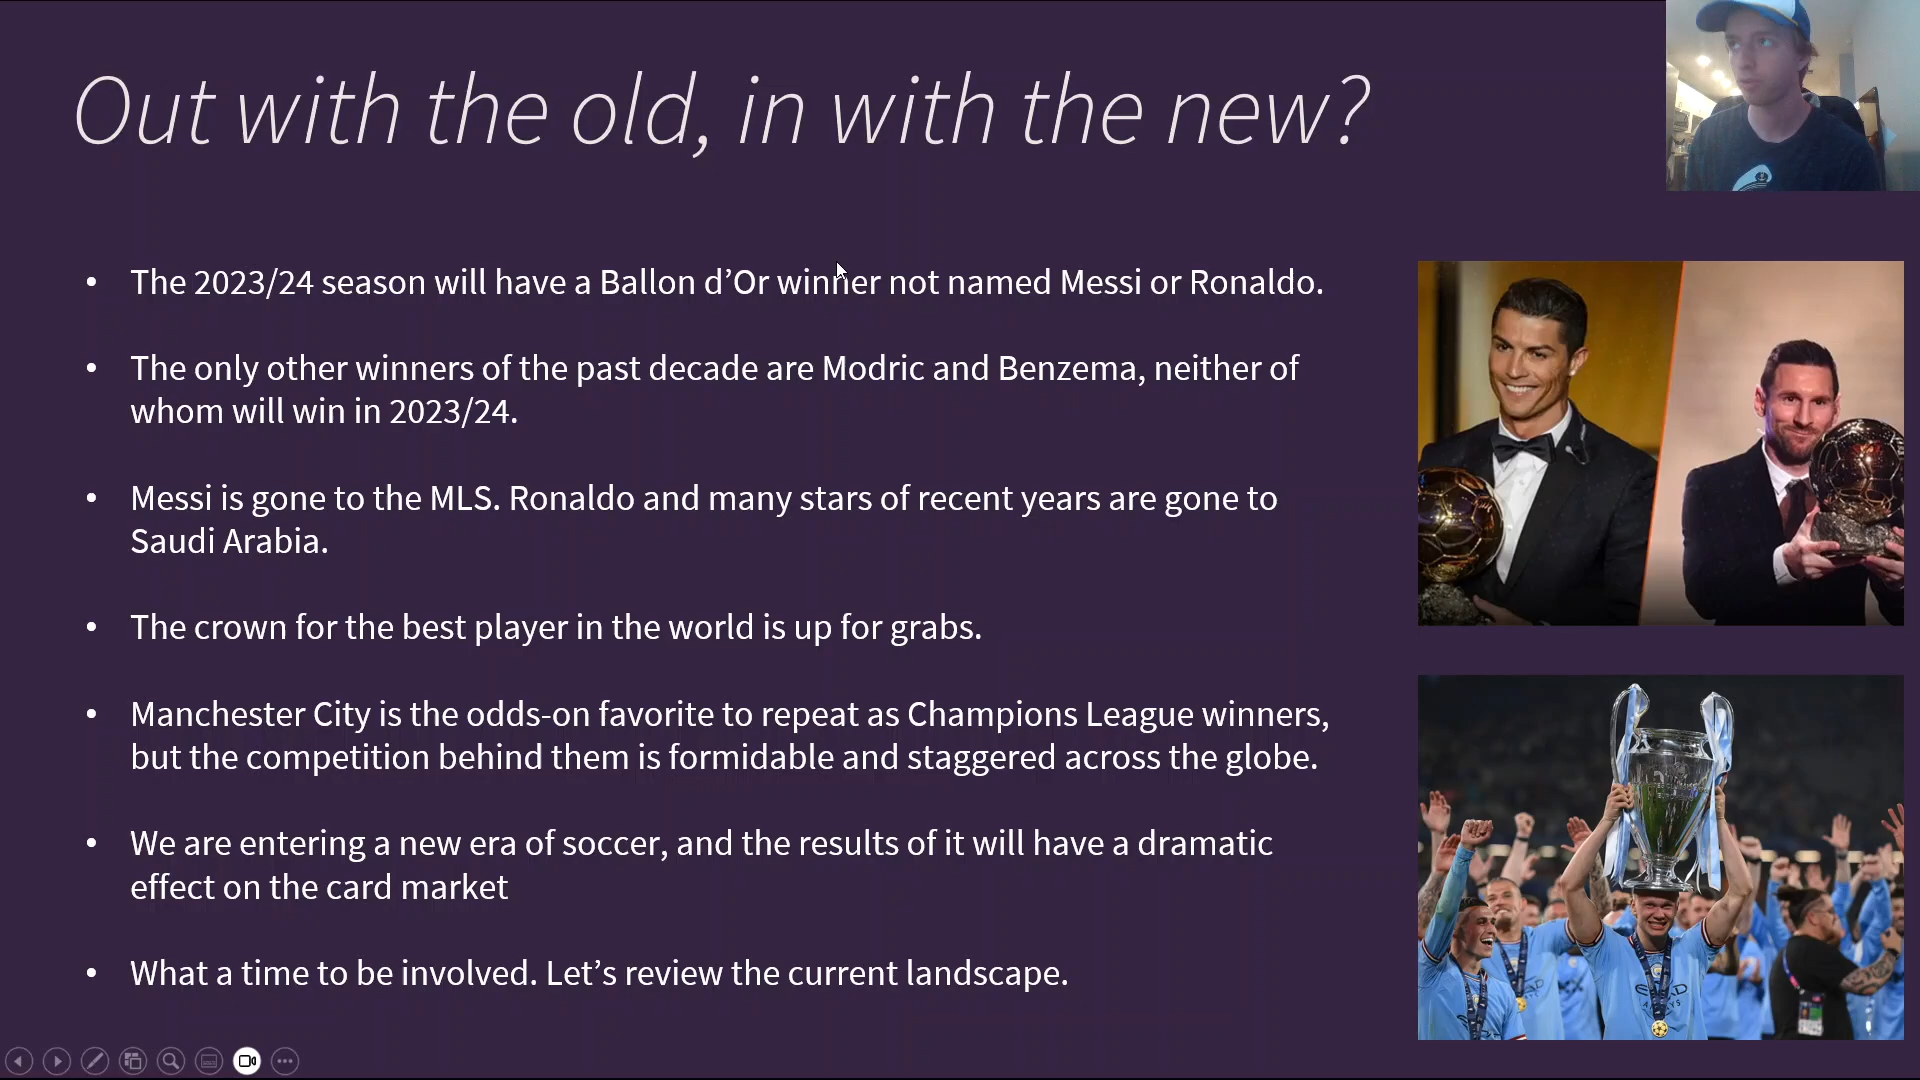 Out with the old, in with the new?
• The 2023/24 season will have a Ballon d’Or winner not named Messi or Ronaldo.
• The only other winners of the past decade are Modric and Benzema, neither of
whom will win in 2023/24.
• Messi is gone to the MLS. Ronaldo and many stars of recent years are gone to
Saudi Arabia.
• The crown for the best player in the world is up for grabs.
• Manchester City is the odds-on favorite to repeat as Champions League winners,
but the competition behind them is formidable and staggered across the globe.
• We are entering a new era of soccer, and the results of it will have a dramatic
effect on the card market
• What a time to be involved. Let’s review the current landscape.